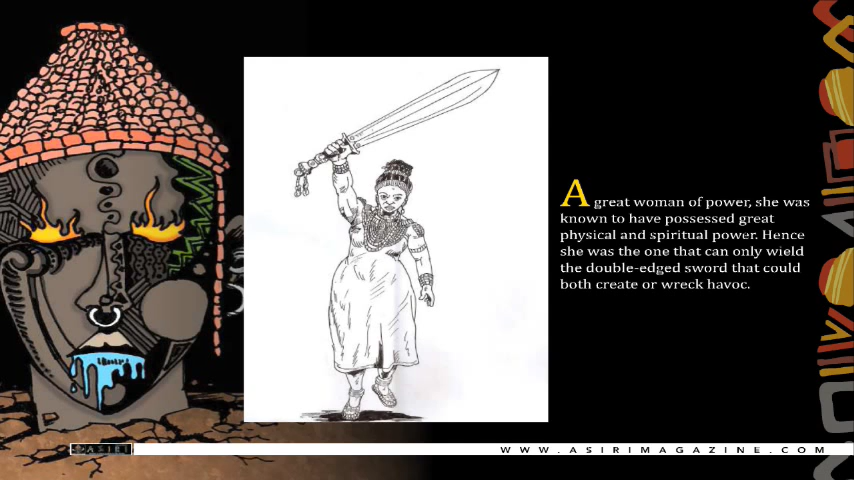 A great woman of power, she was
known to have possessed great
physical and spiritual power. Hence
she was the one that can only wield
the double-edged sword that could
both create or wreck havoc.
ASIRI
WWW.ASIRIMAGAZINE.COM